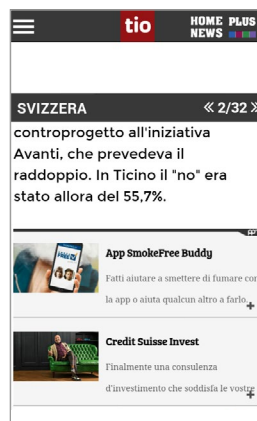 tio
HOME PLUS
NEWS
SVIZZERA
« 2/32 »
controprogetto all'iniziativa
Avanti, che prevedeva il
raddoppio. In Ticino il "no" era
stato allora del 55,7%.
App SmokeFree Buddy
Fatti aiutare a smettere di fumare con
la app o aiuta qualcun altro a farlo.
Credit Suisse Invest
Finalmente una consulenza
d'investimento che soddisfa le vostre